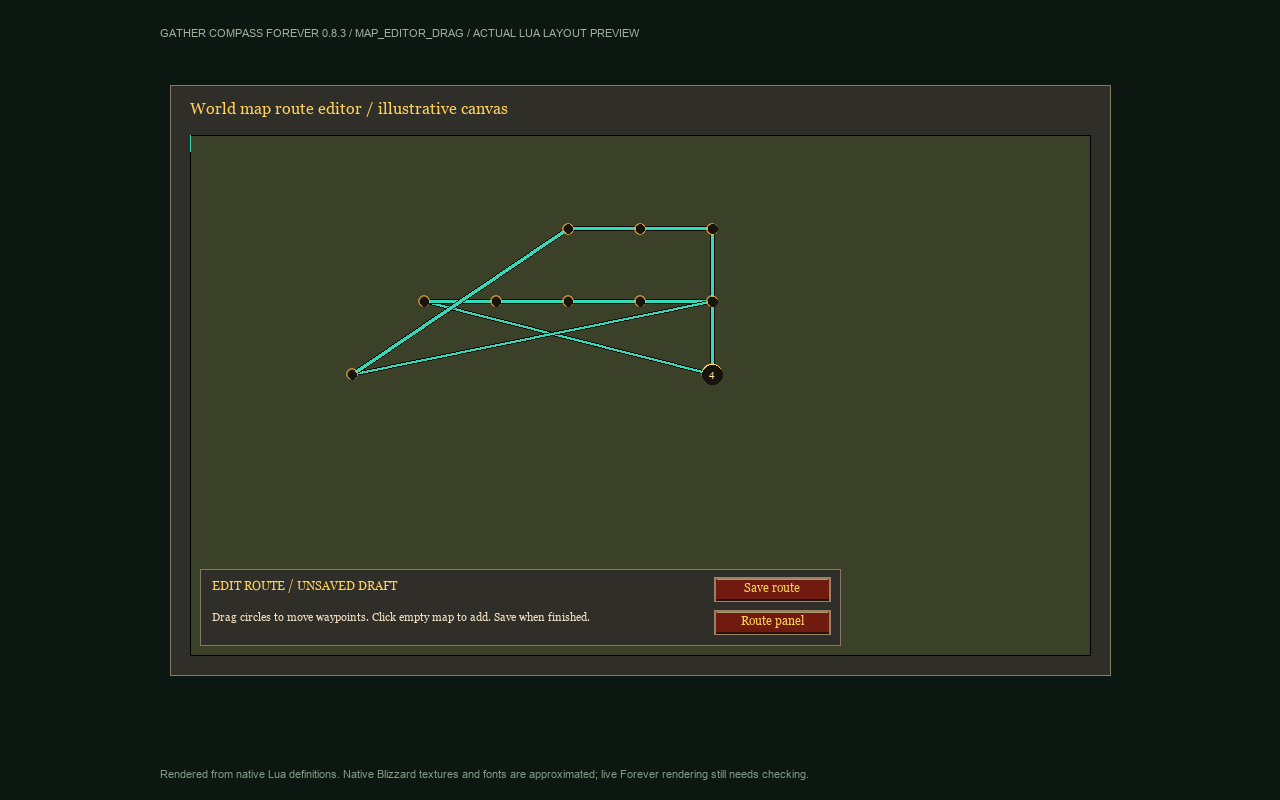 GATHER COMPASS FOREVER 0.8.3 / MAP_EDITOR_DRAG / ACTUAL LUA LAYOUT PREVIEW
World map route editor / illustrative canvas
4
EDIT ROUTE / UNSAVED DRAFT
Save route
Drag circles to move waypoints. Click empty map to add. Save when finished.
Route panel
Rendered from native Lua definitions. Native Blizzard textures and fonts are approximated; live Forever rendering still needs checking.